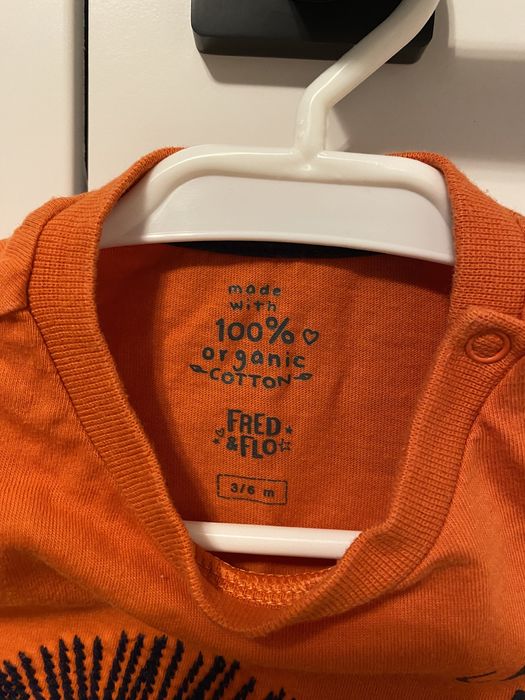 made
with
100%
organic
COTTON
FRED
&FLO
3/6 m